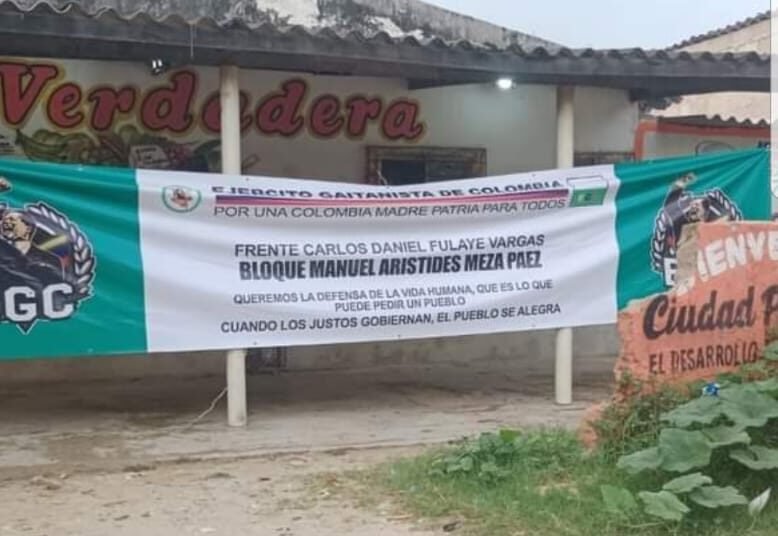 Verdadera
EJERCITO GAITANISTA DE COLOMBIA
POR UNA COLOMBIA MADRE PATRIA PARA TODOS
FRENTE CARLOS DANIEL FULAYE VARGAS
BLOQUE MANUEL ARISTIDES MEZA PAEZ
QUEREMOS LA DEFENSA DE LA VIDA HUMANA, QUE ES LO QUE
PUEDE PEDIR UN PUEBLO
CUANDO LOS JUSTOS GOBIERNAN, EL PUEBLO SE ALEGRA
GC
IENVE
Ciudad P
EL DESARROLLO